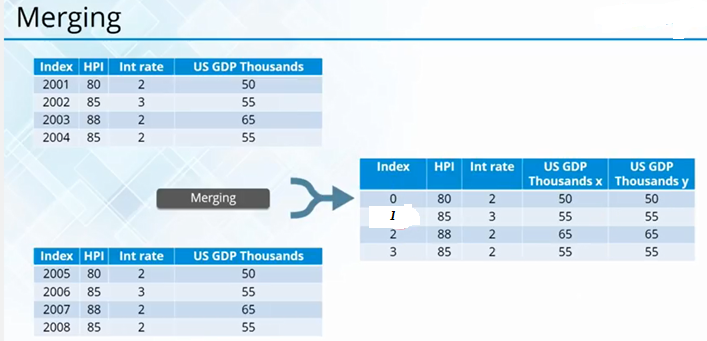 Merging
Index HPI Int rate US GDP Thousands
2001 80 2 50
2002 85 3 55
2003 88 2 65
2004 85 2 55
Merging
Index HPI Int rate US GDP Thousands x US GDP Thousands y
0 80 2 50 50
1 85 3 55 55
2 88 2 65 65
3 85 2 55 55
Index HPI Int rate US GDP Thousands
2005 80 2 50
2006 85 3 55
2007 88 2 65
2008 85 2 55